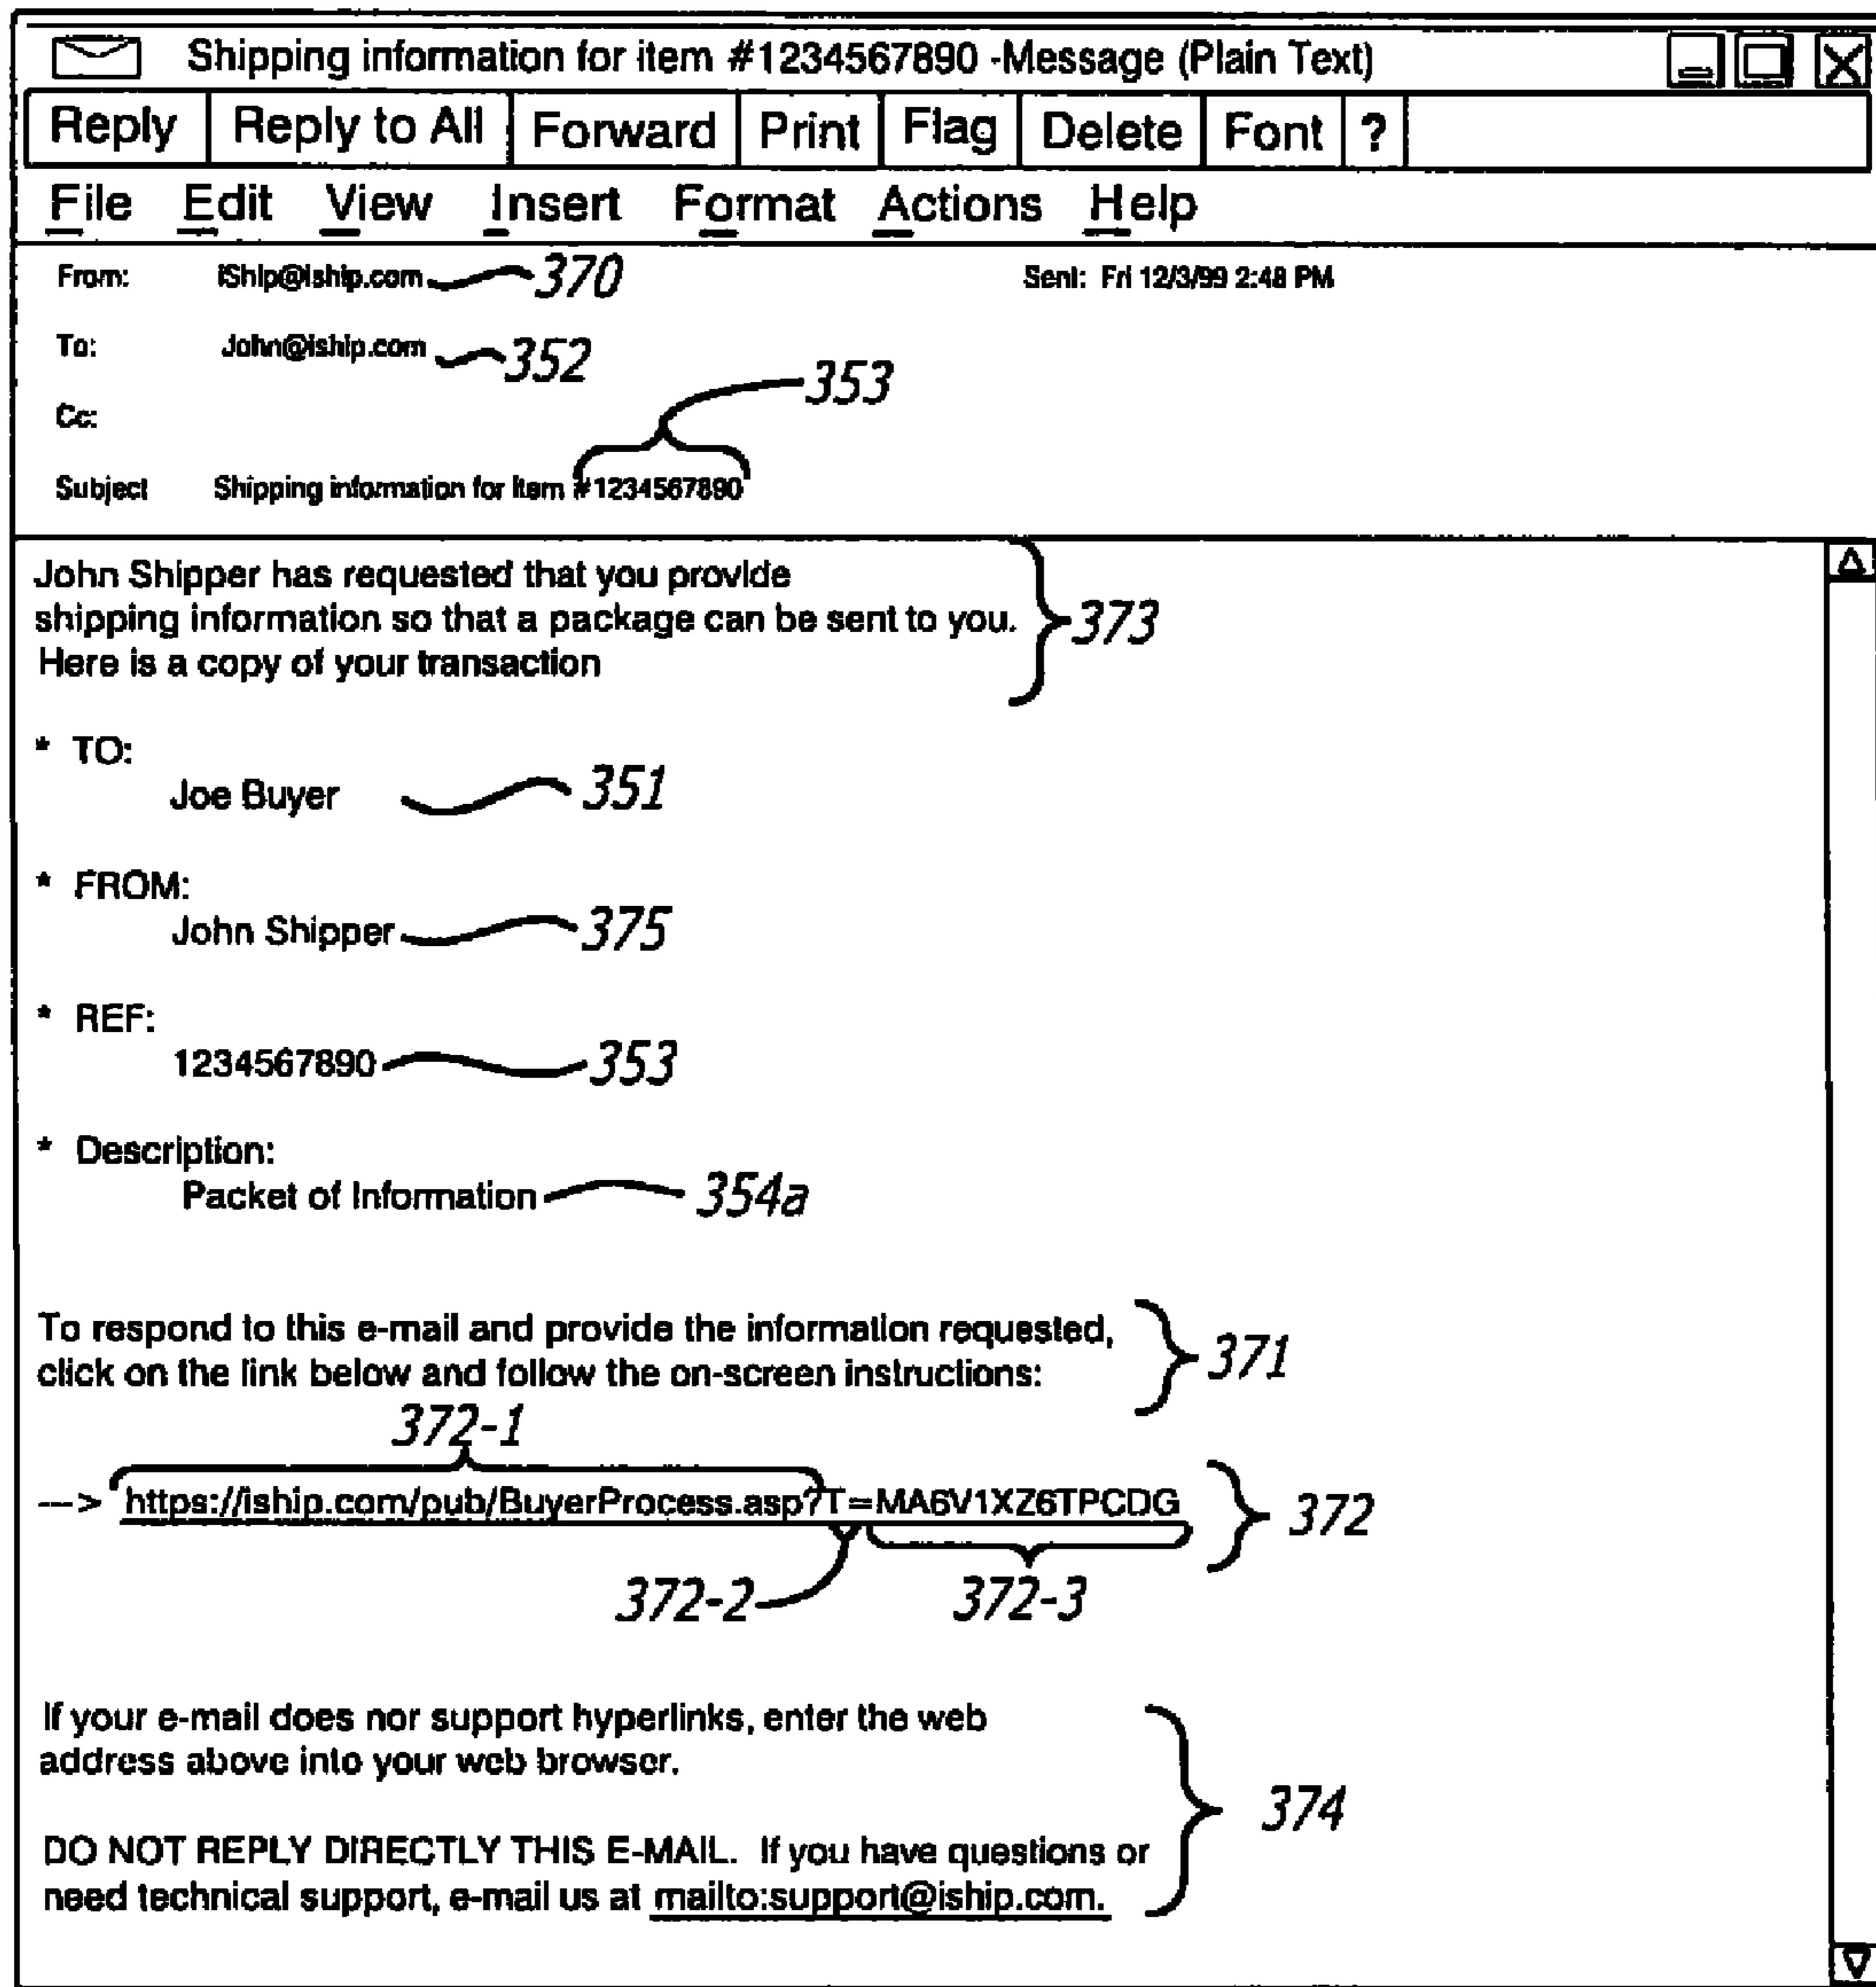 Shipping information for item #1234567890 -Message (Plain Text)
Reply Reply to All Forward Print Flag Delete Font ?
File Edit View Insert Format Actions Help
From: iShip@iship.com 370 Sent: Fri 12/3/99 2:48 PM
To: John@iship.com 352
353
Cc:
Subject Shipping information for item #1234567890
John Shipper has requested that you provide
shipping information so that a package can be sent to you. 373
Here is a copy of your transaction
* TO:
Joe Buyer 351
* FROM:
John Shipper 375
* REF:
1234567890 353
* Description:
Packet of Information 354a
To respond to this e-mail and provide the information requested,
click on the link below and follow the on-screen instructions: 371
372-1
---> https://iship.com/pub/BuyerProcess.asp?T=MA6V1XZ6TPCDG 372
372-2 372-3
If your e-mail does nor support hyperlinks, enter the web
address above into your web browser.
374
DO NOT REPLY DIRECTLY THIS E-MAIL. If you have questions or
need technical support, e-mail us at mailto:support@iship.com.